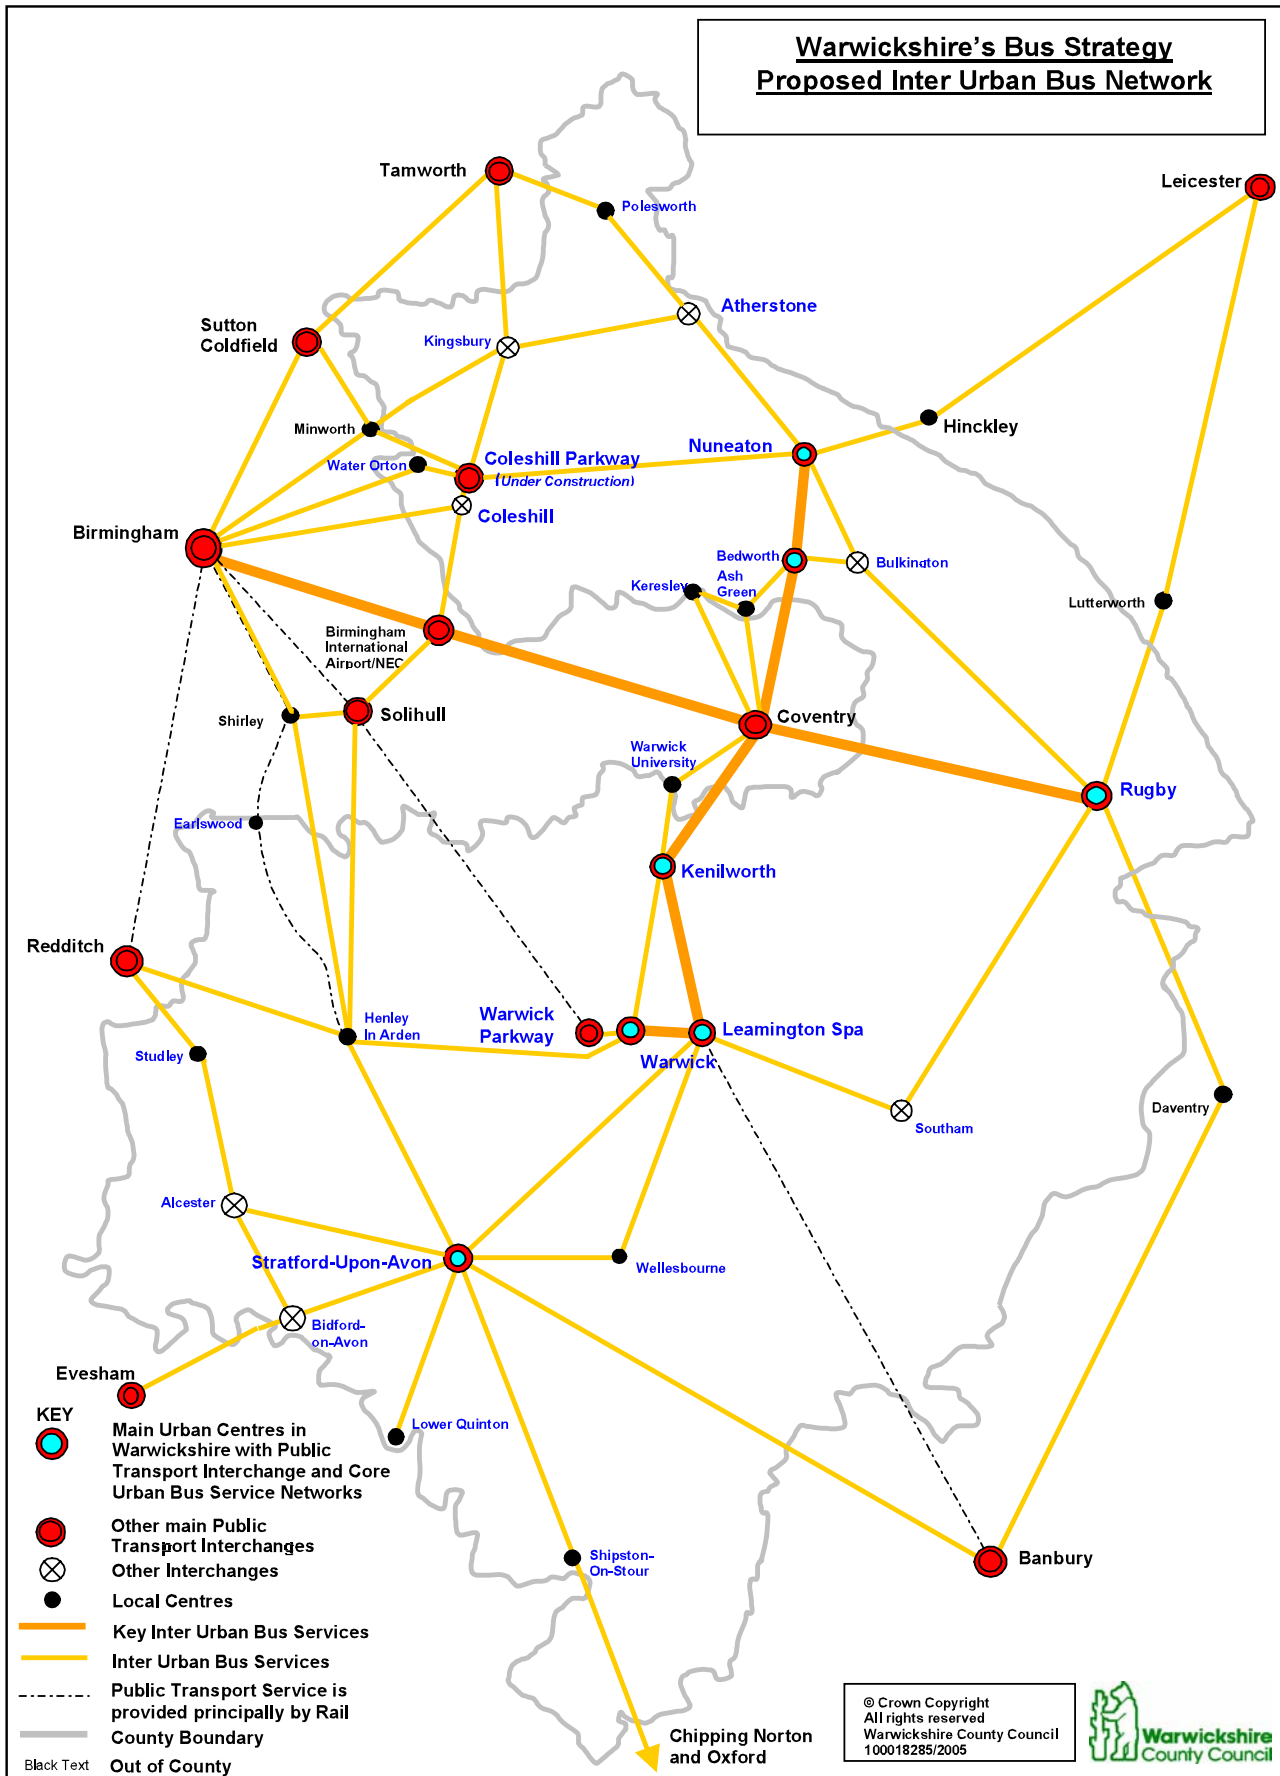 Warwickshire's Bus Strategy
Proposed Inter Urban Bus Network
Tamworth
Leicester
Polesworth
Atherstone
Sutton
Coldfield
Kingsbury
Hinckley
Minworth
Nuneaton
Water Orton
Coleshill Parkway
(Under Construction)
Coleshill
Birmingham
Bedworth
Bulkington
Ash
Green
Keresley
Lutterworth
Birmingham
International
Airport/NEC
Shirley
Solihull
Coventry
Warwick
University
Rugby
Earlswood
Kenilworth
Redditch
Henley
In Arden
Warwick
Parkway
Leamington Spa
Warwick
Studley
Daventry
Southam
Alcester
Stratford-Upon-Avon
Wellesbourne
Bidford-
on-Avon
Evesham
Lower Quinton
Shipston-
On-Stour
Banbury
Chipping Norton
and Oxford
KEY
Main Urban Centres in
Warwickshire with Public
Transport Interchange and Core
Urban Bus Service Networks
Other main Public
Transport Interchanges
Other Interchanges
Local Centres
Key Inter Urban Bus Services
Inter Urban Bus Services
Public Transport Service is
provided principally by Rail
County Boundary
Black Text Out of County
© Crown Copyright
All rights reserved
Warwickshire County Council
100018285/2005
Warwickshire
County Council